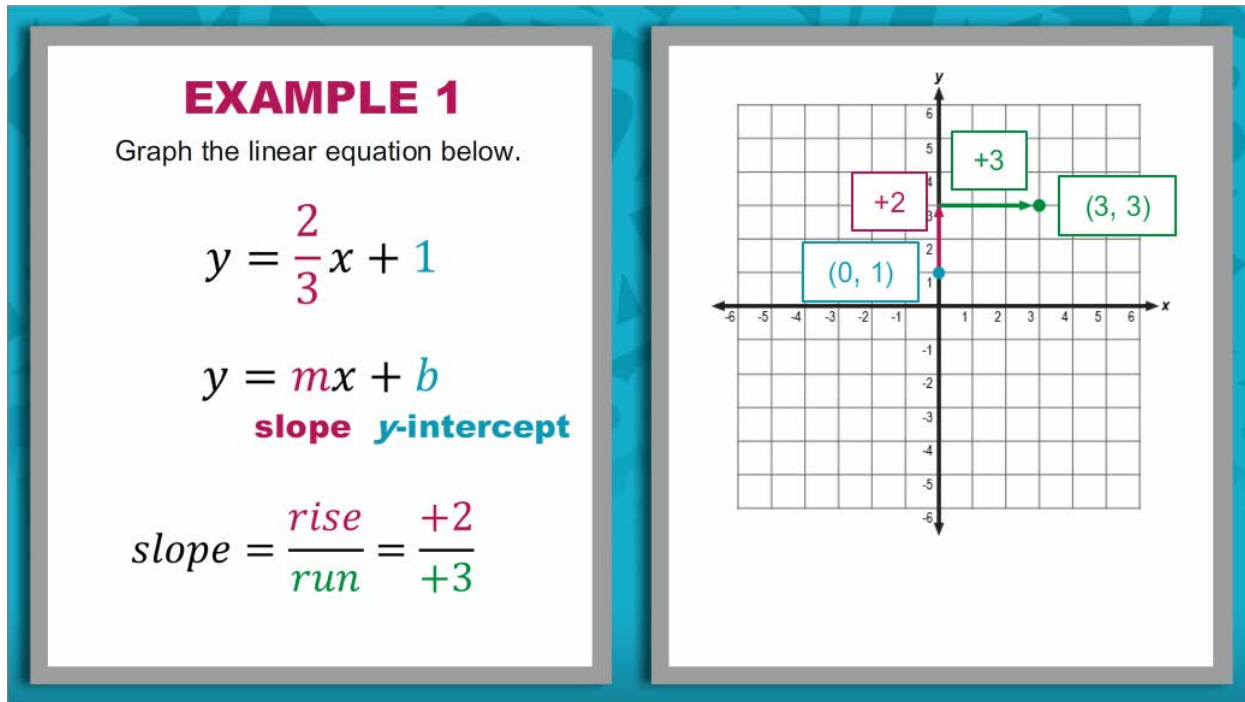 EXAMPLE 1
Graph the linear equation below.
y = 2/3 x + 1
y = mx + b
slope y-intercept
slope = rise/run = +2/+3
y
6
5
+3
4
+2
(3, 3)
3
2
(0, 1)
1
x
-6 -5 -4 -3 -2 -1 1 2 3 4 5 6
-1
-2
-3
-4
-5
-6